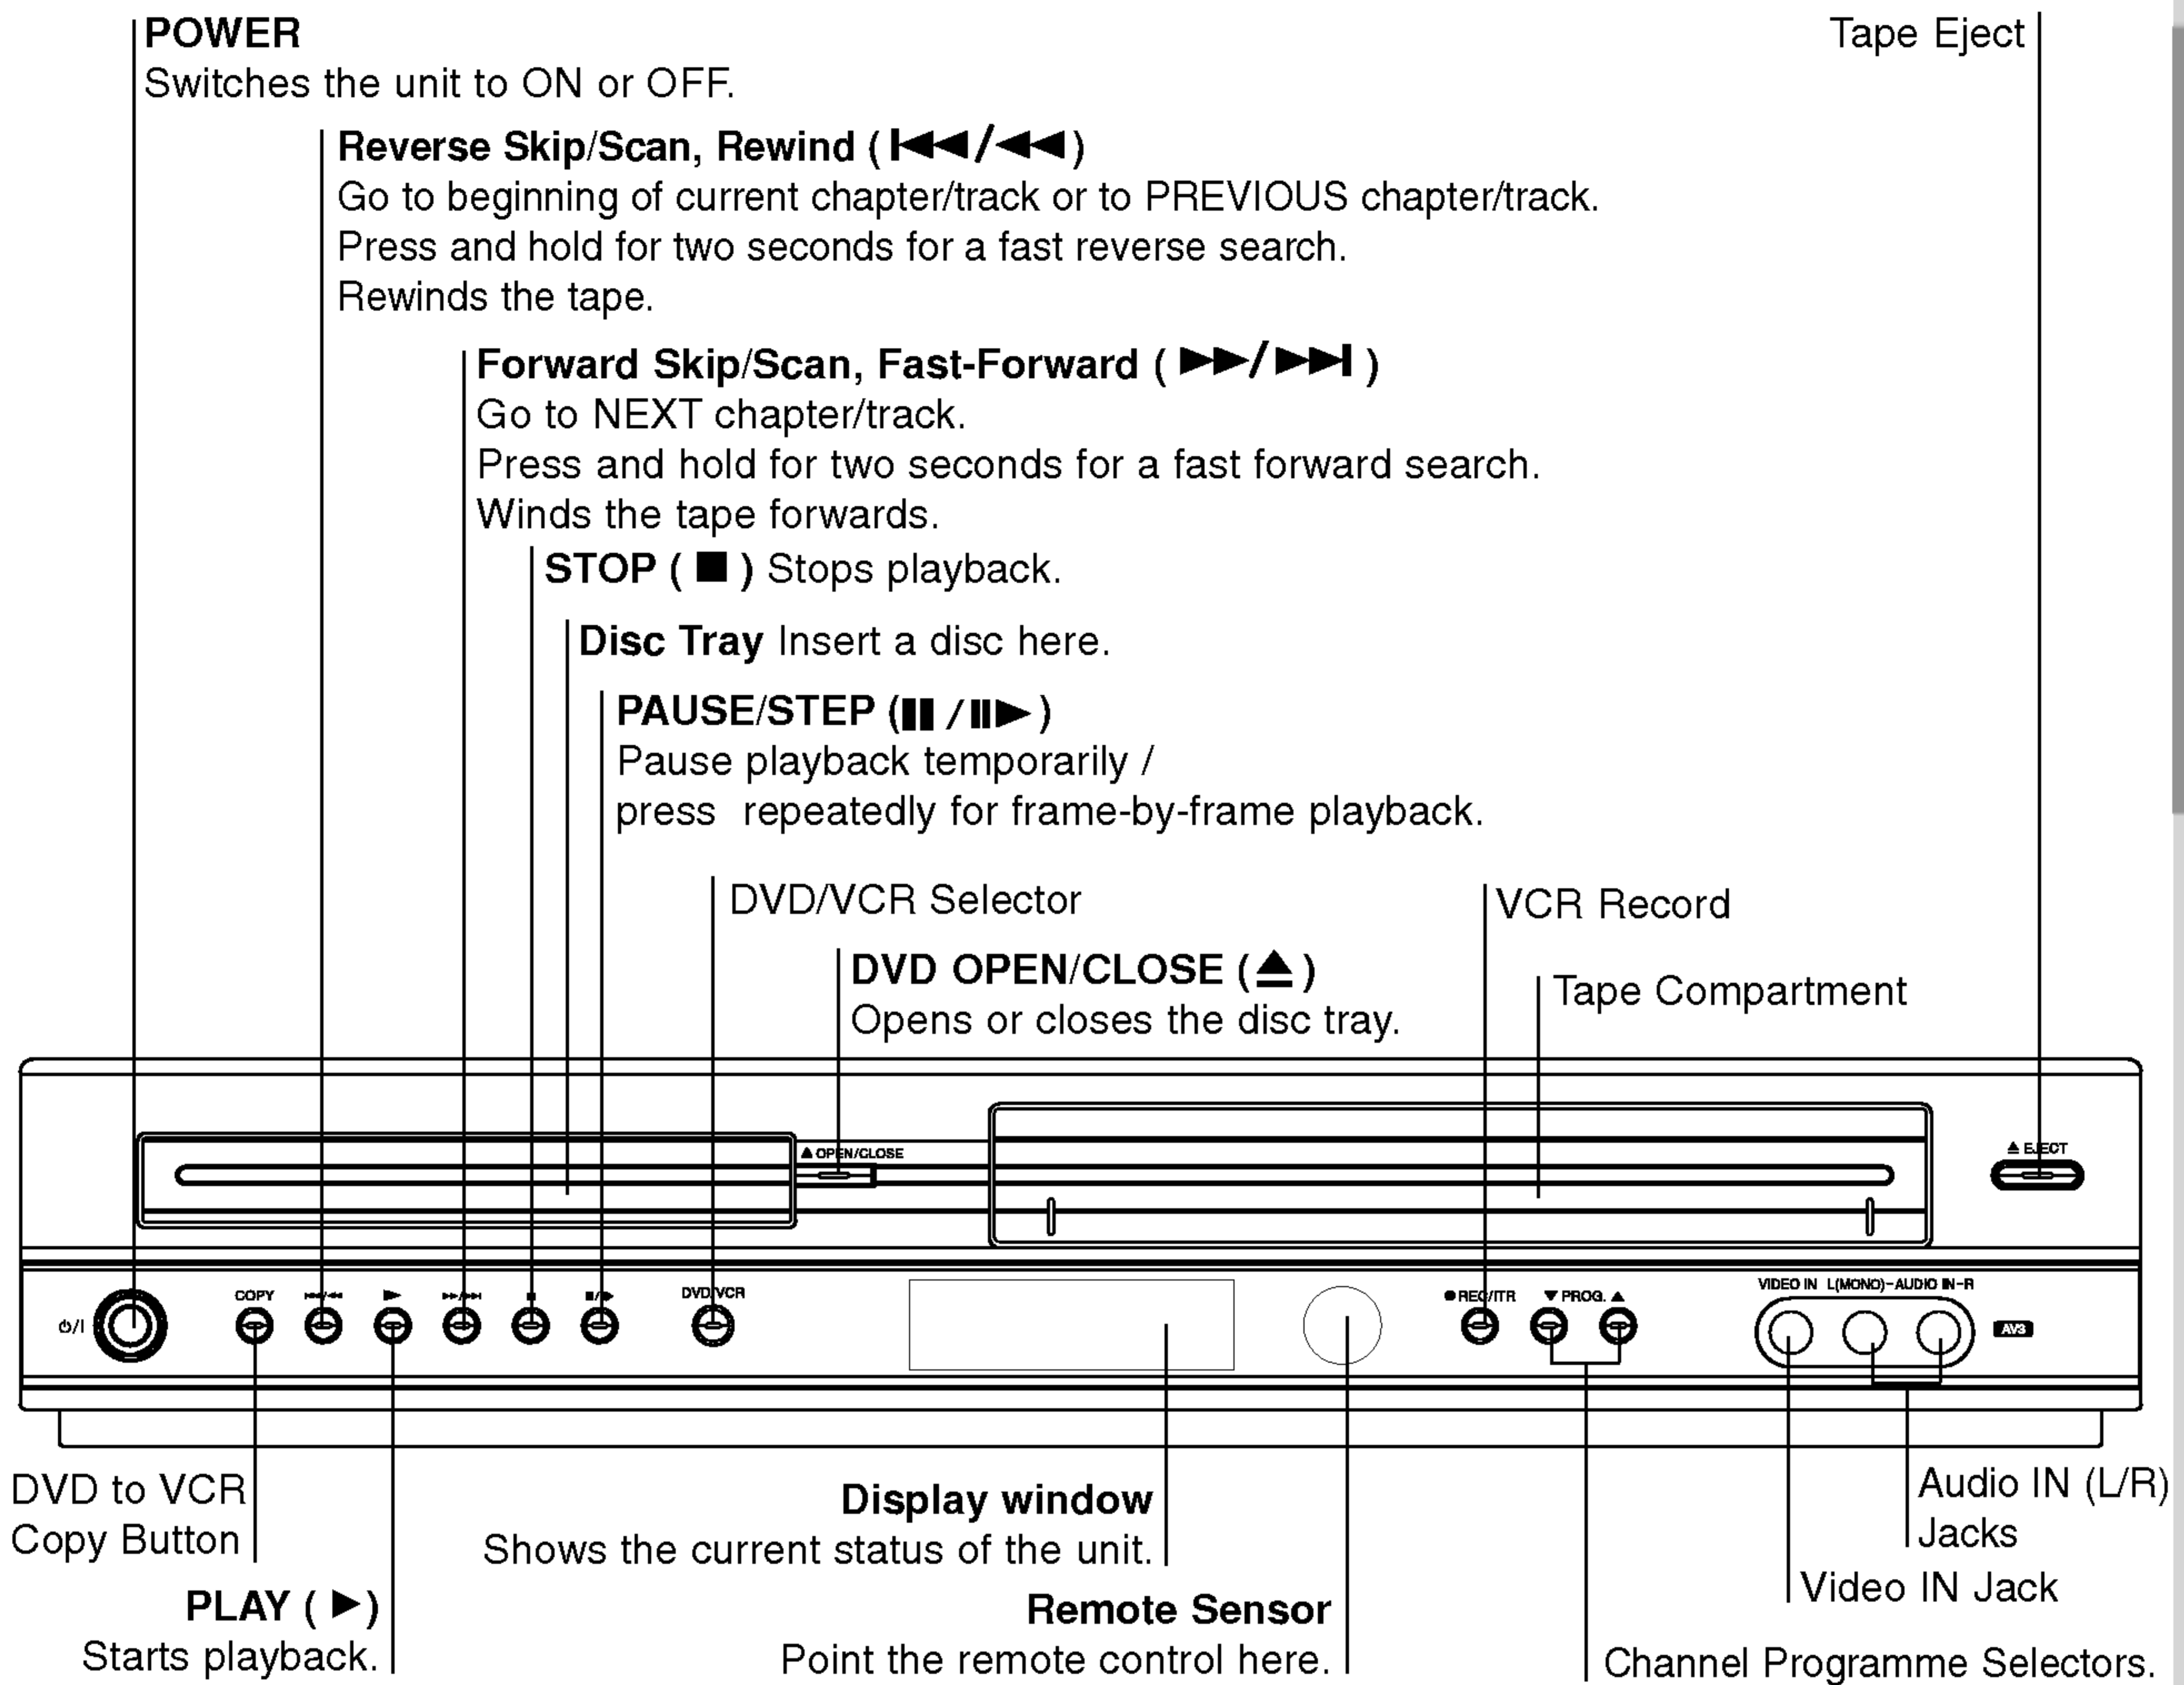 POWER
Switches the unit to ON or OFF.
Tape Eject
Reverse Skip/Scan, Rewind (⏮/◀◀)
Go to beginning of current chapter/track or to PREVIOUS chapter/track.
Press and hold for two seconds for a fast reverse search.
Rewinds the tape.
Forward Skip/Scan, Fast-Forward (▶▶/⏭)
Go to NEXT chapter/track.
Press and hold for two seconds for a fast forward search.
Winds the tape forwards.
STOP ( ■ ) Stops playback.
Disc Tray Insert a disc here.
PAUSE/STEP (▮▮ / ▮▮▶ )
Pause playback temporarily /
press repeatedly for frame-by-frame playback.
DVD/VCR Selector
VCR Record
DVD OPEN/CLOSE (⏏)
Opens or closes the disc tray.
Tape Compartment
▲ OPEN/CLOSE
⏏ EJECT
⏻/I
COPY
⏮/◀◀
▶
▶▶/⏭
■
▮▮/▶
DVD/VCR
● REC/ITR
▼ PROG. ▲
VIDEO IN L(MONO)-AUDIO IN-R
AV3
DVD to VCR
Copy Button
PLAY ( ▶)
Starts playback.
Display window
Shows the current status of the unit.
Remote Sensor
Point the remote control here.
Audio IN (L/R)
Jacks
Video IN Jack
Channel Programme Selectors.